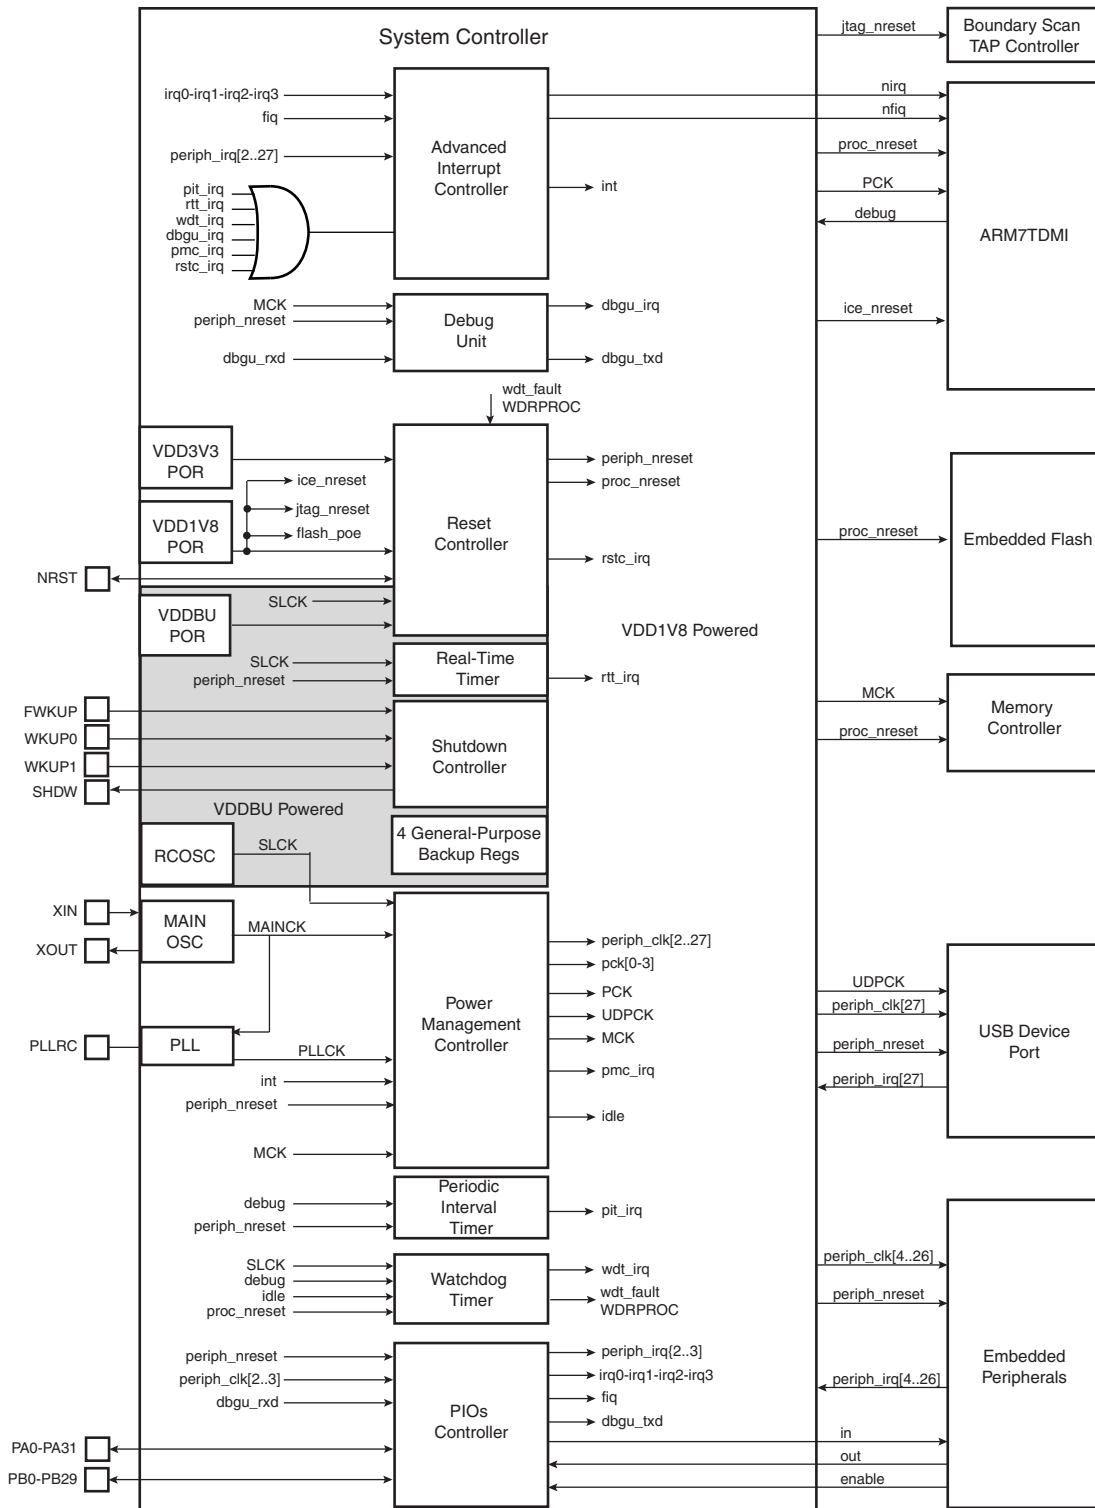 System Controller
jtag_nreset
Boundary Scan
TAP Controller
irq0-irq1-irq2-irq3
fiq
periph_irq[2..27]
pit_irq
rtt_irq
wdt_irq
dbgu_irq
pmc_irq
rstc_irq
Advanced
Interrupt
Controller
int
nirq
nfiq
proc_nreset
PCK
debug
ice_nreset
ARM7TDMI
MCK
periph_nreset
dbgu_rxd
Debug
Unit
dbgu_irq
dbgu_txd
wdt_fault
WDRPROC
VDD3V3
POR
VDD1V8
POR
ice_nreset
jtag_nreset
flash_poe
Reset
Controller
periph_nreset
proc_nreset
rstc_irq
proc_nreset
Embedded Flash
NRST
VDDBU
POR
SLCK
VDD1V8 Powered
SLCK
periph_nreset
Real-Time
Timer
rtt_irq
FWKUP
WKUP0
WKUP1
SHDW
Shutdown
Controller
VDDBU Powered
MCK
proc_nreset
Memory
Controller
RCOSC
SLCK
4 General-Purpose
Backup Regs
XIN
XOUT
MAIN
OSC
MAINCK
PLLRC
PLL
PLLCK
int
periph_nreset
MCK
Power
Management
Controller
periph_clk[2..27]
pck[0-3]
PCK
UDPCK
MCK
pmc_irq
idle
UDPCK
periph_clk[27]
periph_nreset
periph_irq[27]
USB Device
Port
debug
periph_nreset
Periodic
Interval
Timer
pit_irq
SLCK
debug
idle
proc_nreset
Watchdog
Timer
wdt_irq
wdt_fault
WDRPROC
periph_clk[4..26]
periph_nreset
periph_irq[4..26]
in
out
enable
Embedded
Peripherals
periph_nreset
periph_clk[2..3]
dbgu_rxd
PA0-PA31
PB0-PB29
PIOs
Controller
periph_irq{2..3]
irq0-irq1-irq2-irq3
fiq
dbgu_txd